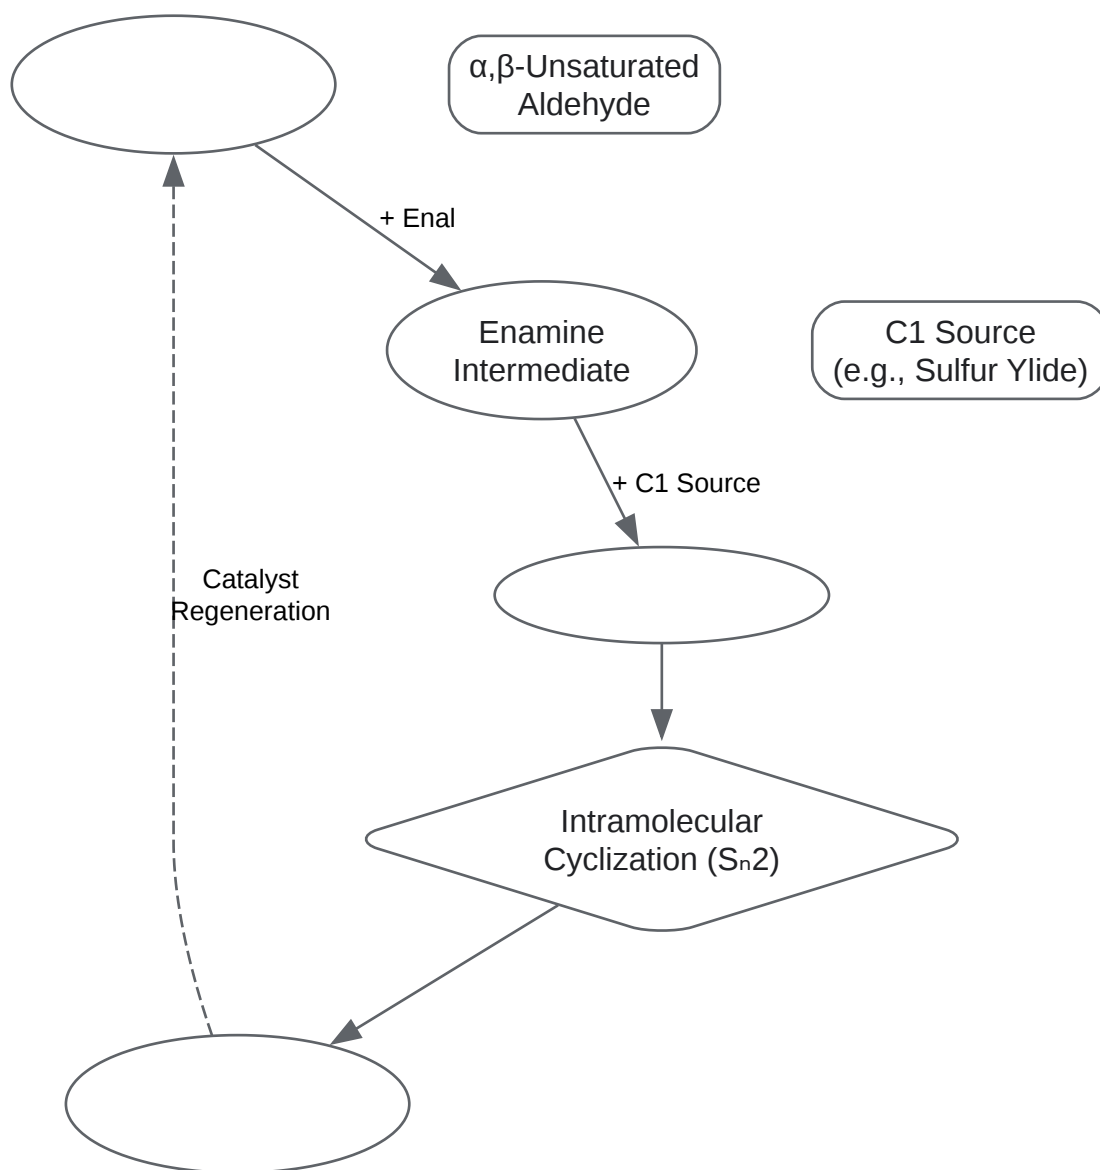 α,β-Unsaturated
Aldehyde
+ Enal
Enamine
Intermediate
C1 Source
(e.g., Sulfur Ylide)
+ C1 Source
Catalyst
Regeneration
Intramolecular
Cyclization (Sₙ2)